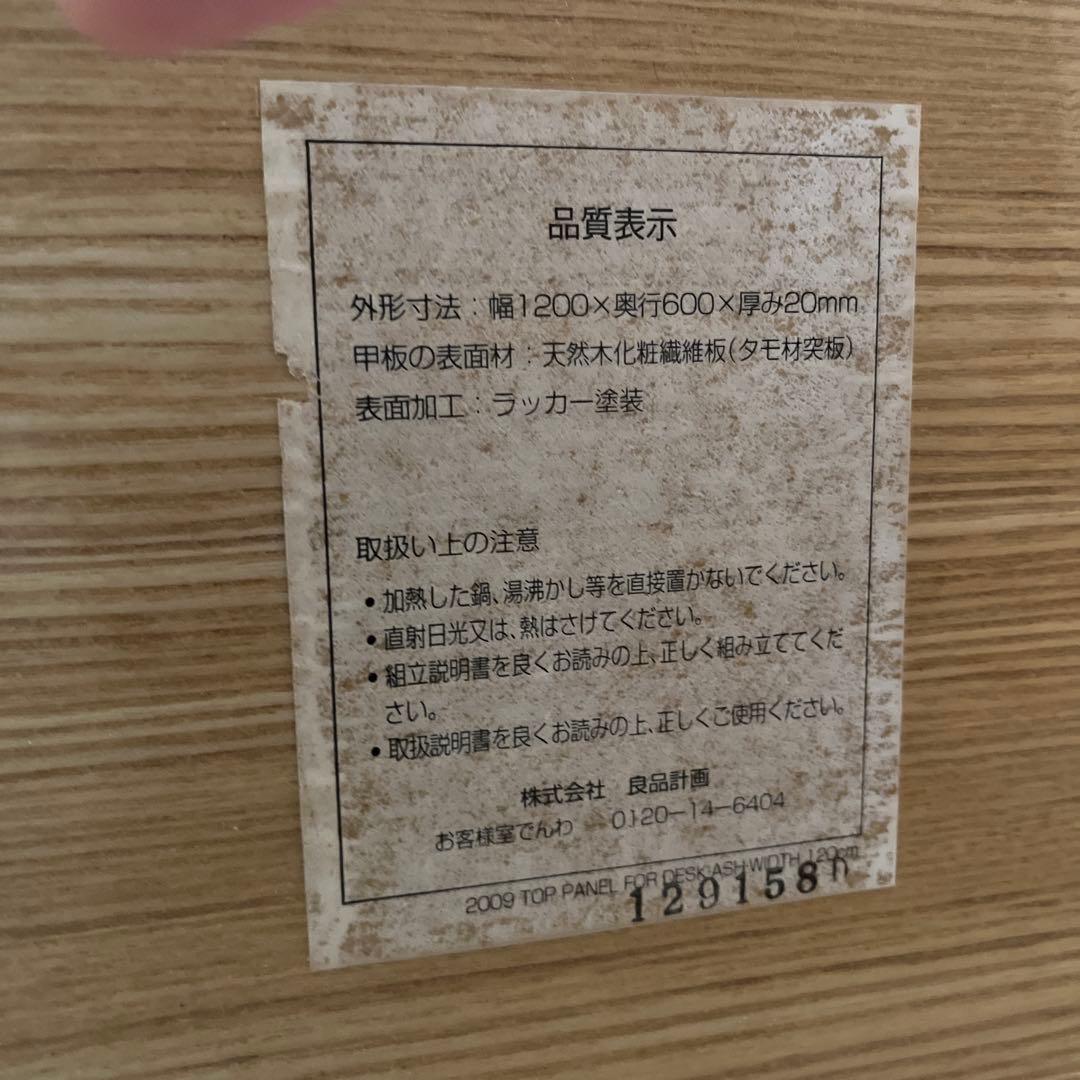 品質表示
外形寸法：幅1200×奥行600×厚み20mm
甲板の表面材：天然木化粧繊維板(タモ材突板)
表面加工：ラッカー塗装
取扱い上の注意
●加熱した鍋、湯沸かし等を直接置かないでください。
●直射日光又は、熱はさけてください。
●組立説明書を良くお読みの上、正しく組み立ててくだ
さい。
●取扱説明書を良くお読みの上、正しくご使用ください。
株式会社 良品計画
お客様室でんわ 0120-14-6404
2009 TOP PANEL FOR DESK･ASH･WIDTH 120cm
129158